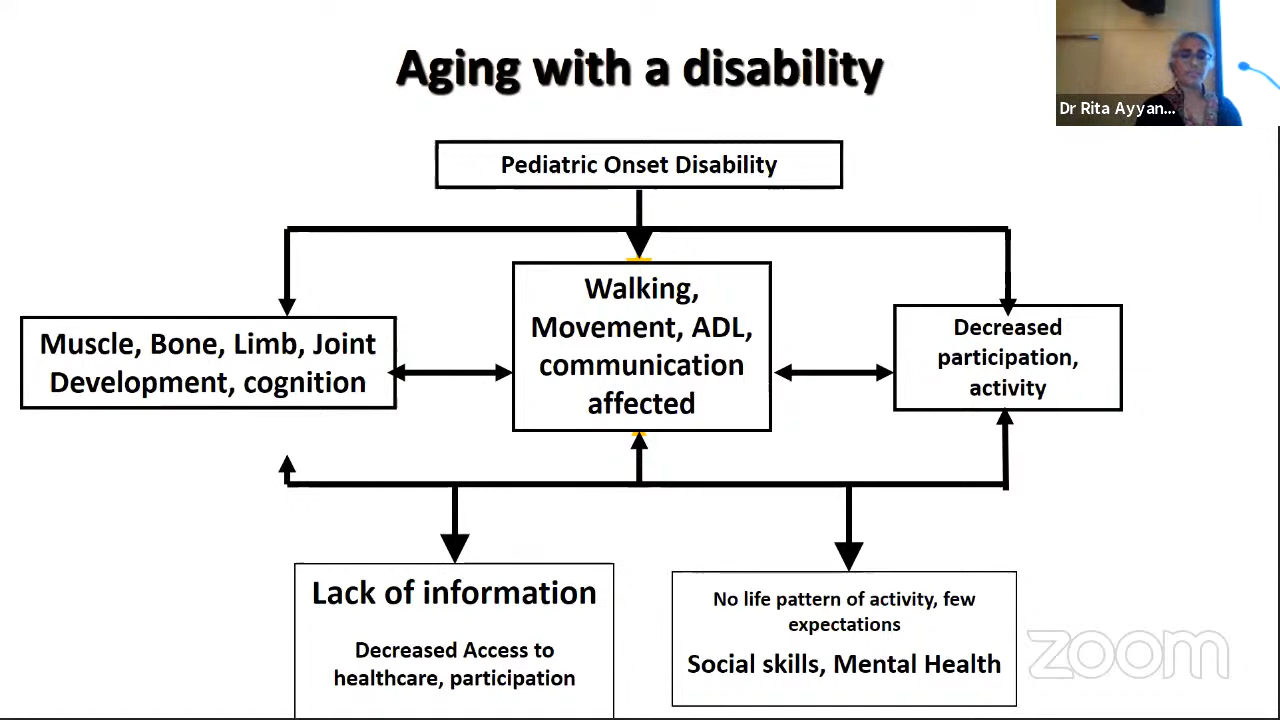 Aging with a disability
Dr Rita Ayyan...
Pediatric Onset Disability
Muscle, Bone, Limb, Joint
Development, cognition
Walking,
Movement, ADL,
communication
affected
Decreased
participation,
activity
Lack of information
Decreased Access to
healthcare, participation
No life pattern of activity, few
expectations
Social skills, Mental Health
zoom